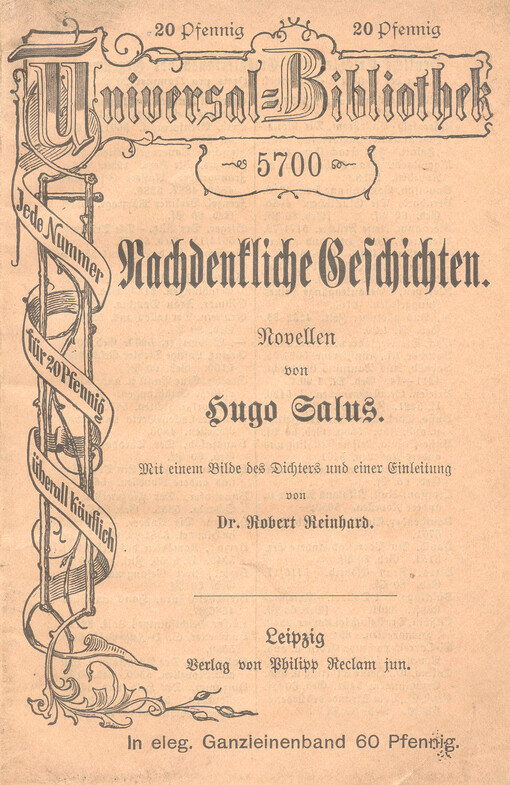 20 Pfennig 20 Pfennig
Universal=Bibliothek
5700
Jede Nummer
für 20 Pfennig
überall käuflich
Nachdenkliche Geschichten.
Novellen
von
Hugo Salus.
Mit einem Bilde des Dichters und einer Einleitung
von
Dr. Robert Reinhard.
Leipzig
Verlag von Philipp Reclam jun.
In eleg. Ganzleinenband 60 Pfennig.